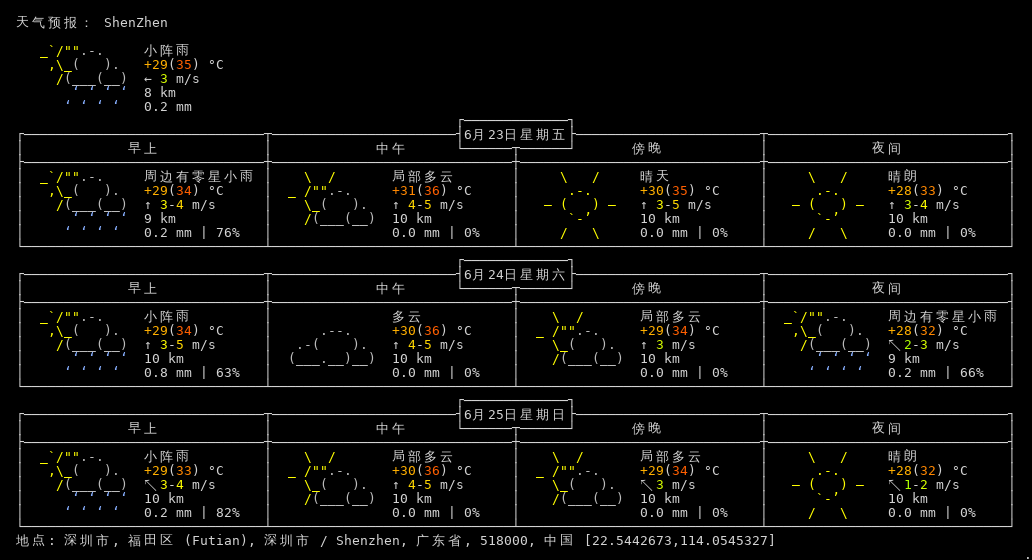 天气预报： ShenZhen
小阵雨
+29(35) °C
← 3 m/s
8 km
0.2 mm
6月23日星期五
早上 中午 傍晚 夜间
周边有零星小雨 局部多云 晴天 晴朗
+29(34) °C +31(36) °C +30(35) °C +28(33) °C
↑ 3-4 m/s ↑ 4-5 m/s ↑ 3-5 m/s ↑ 3-4 m/s
9 km 10 km 10 km 10 km
0.2 mm | 76% 0.0 mm | 0% 0.0 mm | 0% 0.0 mm | 0%
6月24日星期六
早上 中午 傍晚 夜间
小阵雨 多云 局部多云 周边有零星小雨
+29(34) °C +30(36) °C +29(34) °C +28(32) °C
↑ 3-5 m/s ↑ 4-5 m/s ↑ 3 m/s ↖ 2-3 m/s
10 km 10 km 10 km 9 km
0.8 mm | 63% 0.0 mm | 0% 0.0 mm | 0% 0.2 mm | 66%
6月25日星期日
早上 中午 傍晚 夜间
小阵雨 局部多云 局部多云 晴朗
+29(33) °C +30(36) °C +29(34) °C +28(32) °C
↖ 3-4 m/s ↑ 4-5 m/s ↖ 3 m/s ↖ 1-2 m/s
10 km 10 km 10 km 10 km
0.2 mm | 82% 0.0 mm | 0% 0.0 mm | 0% 0.0 mm | 0%
地点: 深圳市, 福田区 (Futian), 深圳市 / Shenzhen, 广东省, 518000, 中国 [22.5442673,114.0545327]